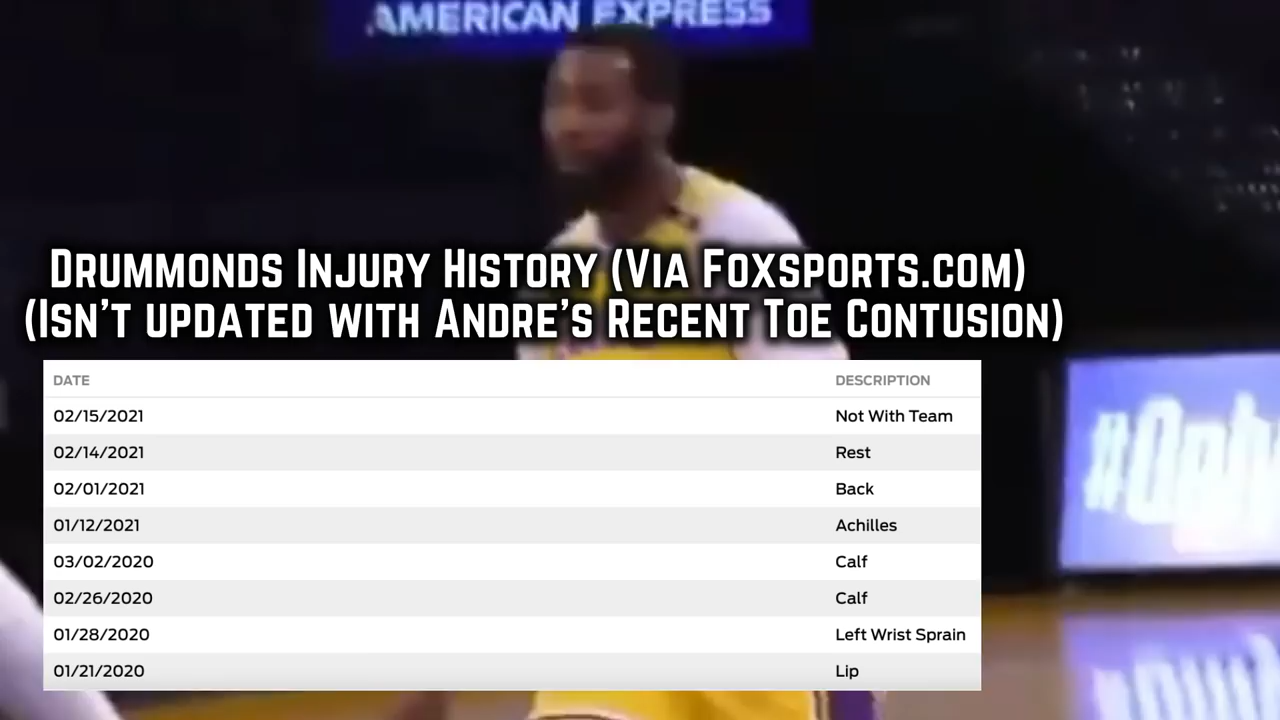 AMERICAN EXPRESS
Drummonds Injury History (Via Foxsports.com)
(Isn't updated with Andre's Recent Toe Contusion)
DATE DESCRIPTION
02/15/2021 Not With Team
02/14/2021 Rest
02/01/2021 Back
01/12/2021 Achilles
03/02/2020 Calf
02/26/2020 Calf
01/28/2020 Left Wrist Sprain
01/21/2020 Lip